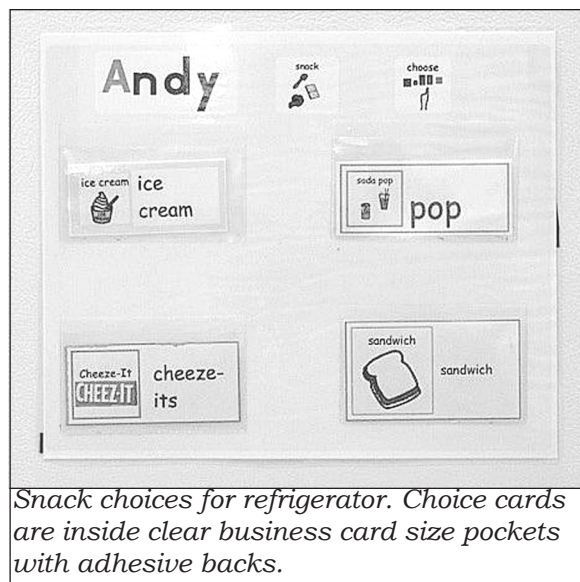 Andy
snack
choose
ice cream
ice
cream
soda pop
pop
Cheeze-It
CHEEZ-IT
cheeze-
its
sandwich
sandwich
Snack choices for refrigerator. Choice cards
are inside clear business card size pockets
with adhesive backs.